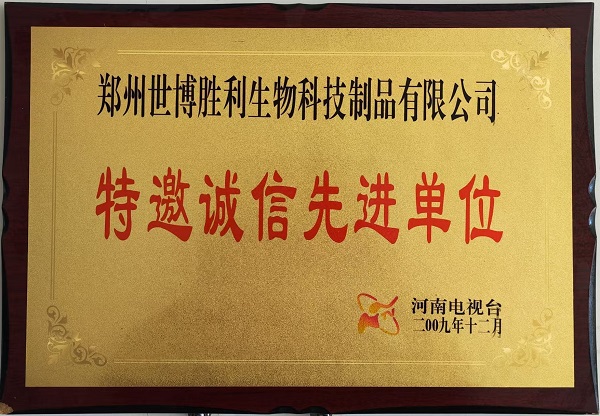 郑州世博胜利生物科技制品有限公司
特邀诚信先进单位
河南电视台
二00九年十二月